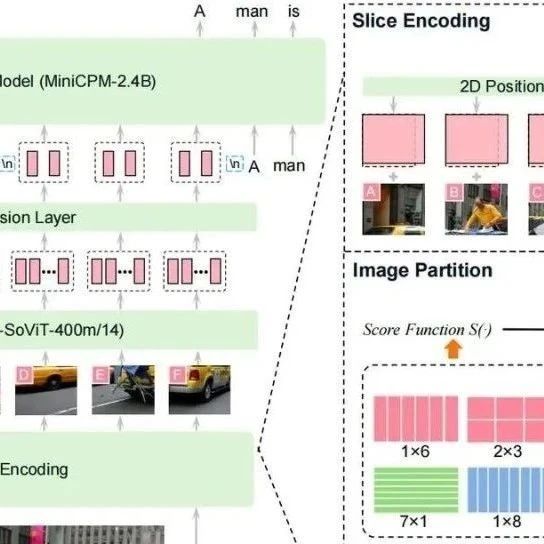 A man is
Model (MiniCPM-2.4B)
\n \n A man
sion Layer
-SoViT-400m/14)
D E F
Encoding
Slice Encoding
2D Position
A B C
Image Partition
Score Function S(·)
1×6 2×3
7×1 1×8